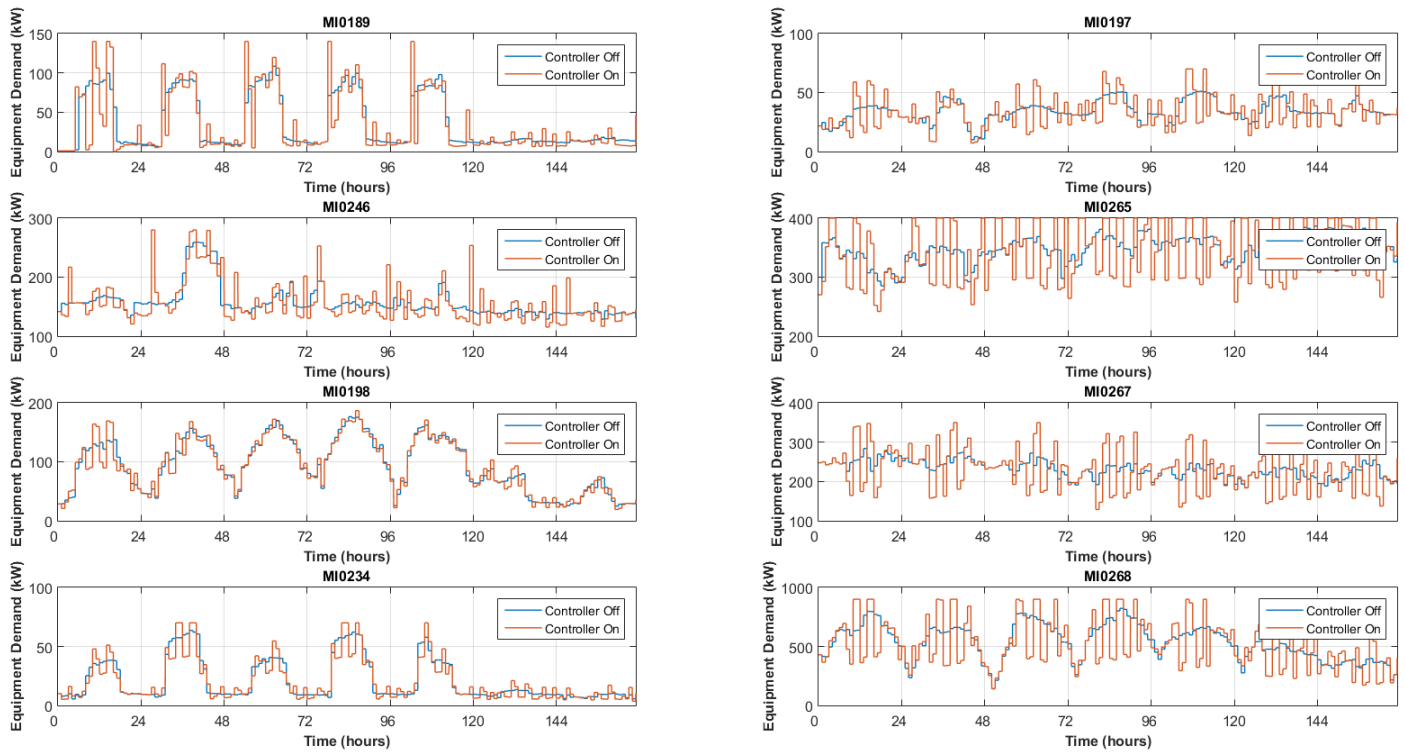 MI0189
Equipment Demand (kW)
150
100
50
0
Controller Off
Controller On
0 24 48 72 96 120 144
Time (hours)
MI0197
Equipment Demand (kW)
100
50
0
Controller Off
Controller On
0 24 48 72 96 120 144
Time (hours)
MI0246
Equipment Demand (kW)
300
200
100
Controller Off
Controller On
0 24 48 72 96 120 144
Time (hours)
MI0265
Equipment Demand (kW)
400
300
200
Controller Off
Controller On
0 24 48 72 96 120 144
Time (hours)
MI0198
Equipment Demand (kW)
200
100
0
Controller Off
Controller On
0 24 48 72 96 120 144
Time (hours)
MI0267
Equipment Demand (kW)
400
300
200
100
Controller Off
Controller On
0 24 48 72 96 120 144
Time (hours)
MI0234
Equipment Demand (kW)
100
50
0
Controller Off
Controller On
0 24 48 72 96 120 144
Time (hours)
MI0268
Equipment Demand (kW)
1000
500
0
Controller Off
Controller On
0 24 48 72 96 120 144
Time (hours)